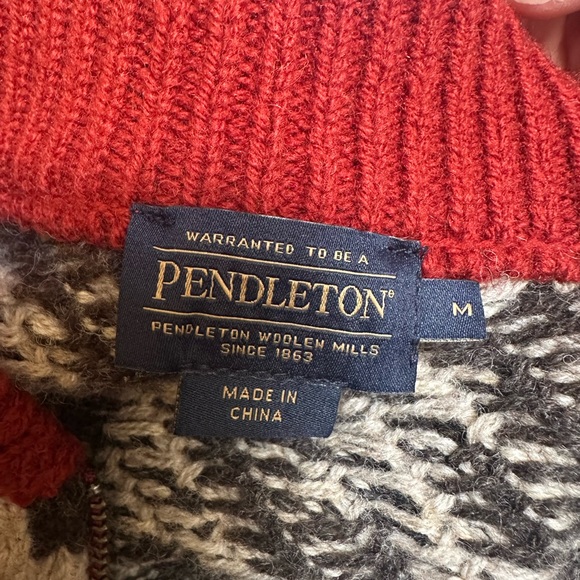 WARRANTED TO BE A
PENDLETON®
M
PENDLETON WOOLEN MILLS
SINCE 1863
MADE IN
CHINA